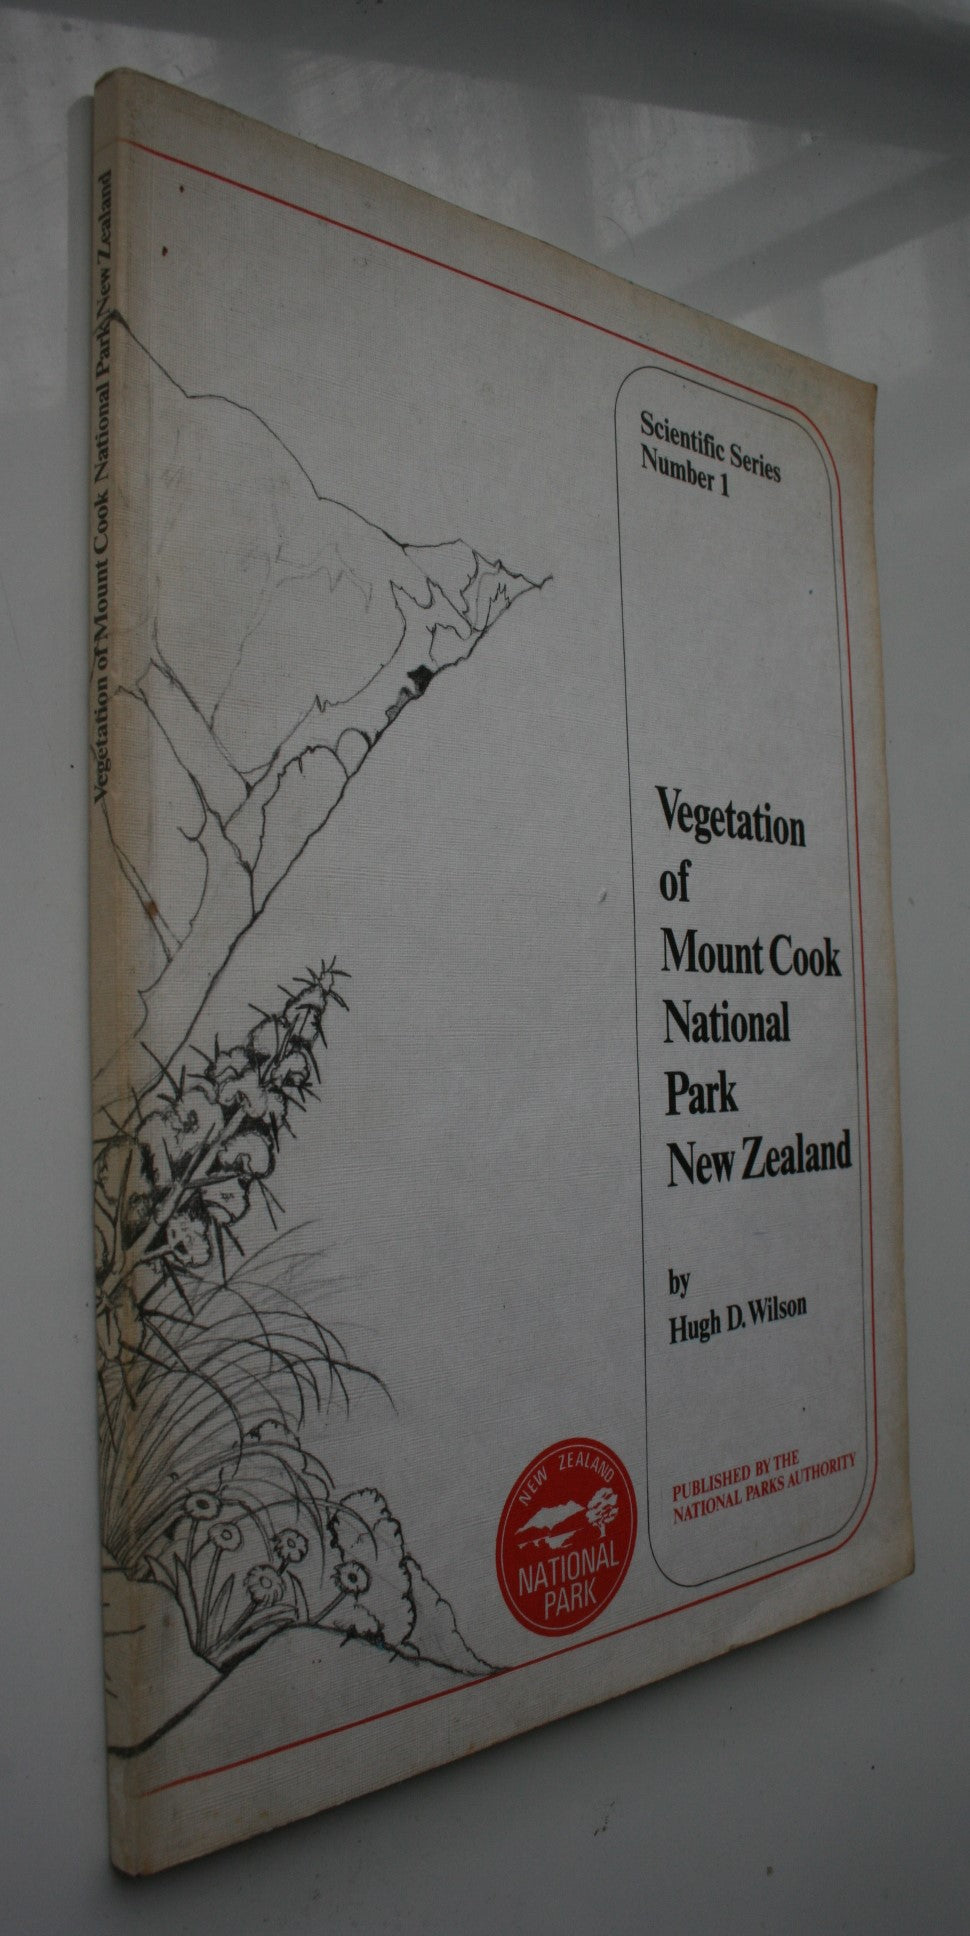 Vegetation of Mount Cook National Park New Zealand
Scientific Series
Number 1
Vegetation
of
Mount Cook
National
Park
New Zealand
by
Hugh D. Wilson
PUBLISHED BY THE
NATIONAL PARKS AUTHORITY
NEW ZEALAND
NATIONAL
PARK